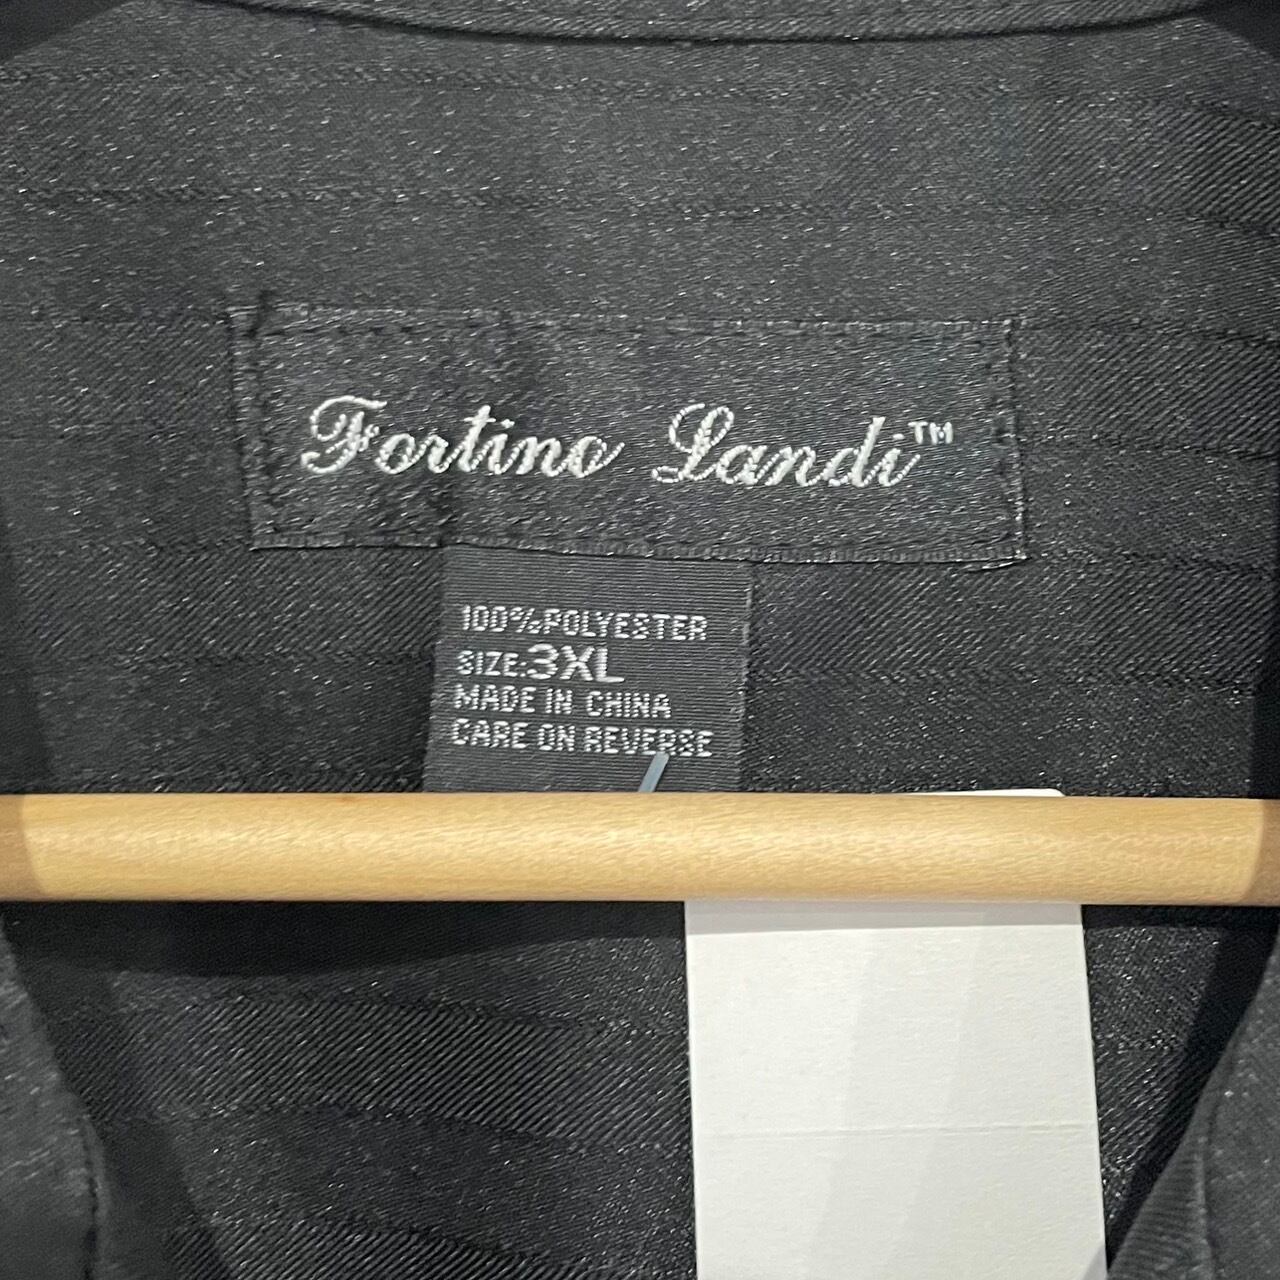 Fortino Landi™
100%POLYESTER
SIZE:3XL
MADE IN CHINA
CARE ON REVERSE